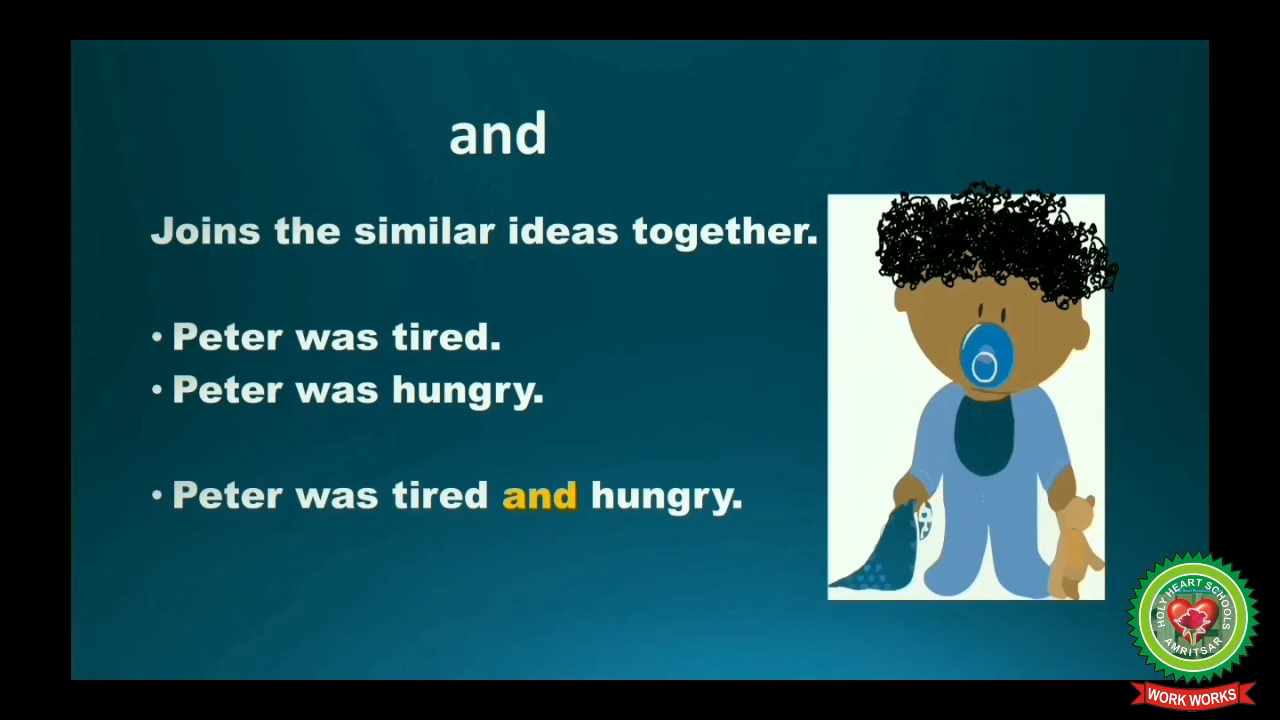 and
Joins the similar ideas together.
• Peter was tired.
• Peter was hungry.
• Peter was tired and hungry.
HOLY HEART SCHOOLS
AMRITSAR
WORK WORKS